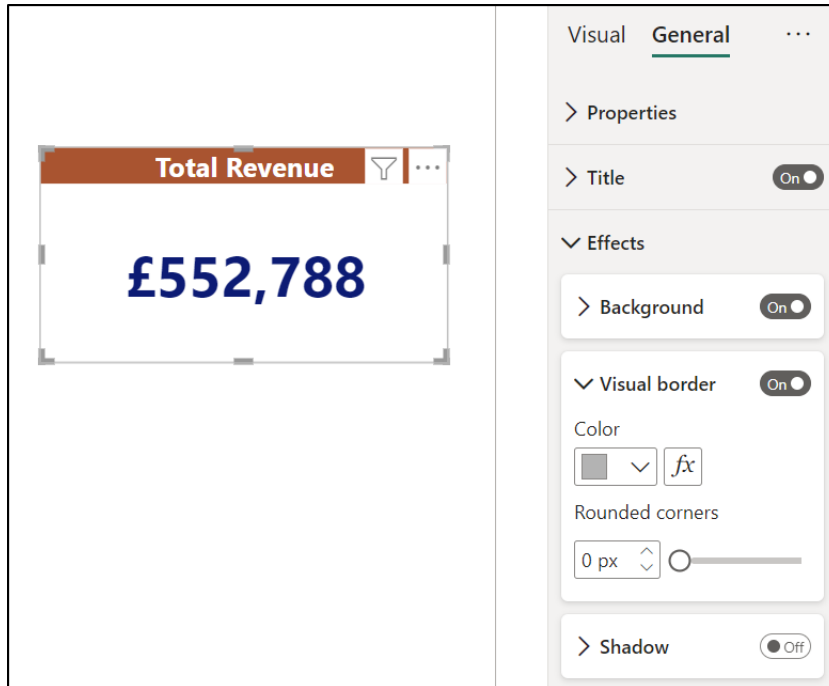 Visual General ...
Properties
Total Revenue ...
Title On
Effects
£552,788
Background On
Visual border On
Color
fx
Rounded corners
0 px
Shadow Off